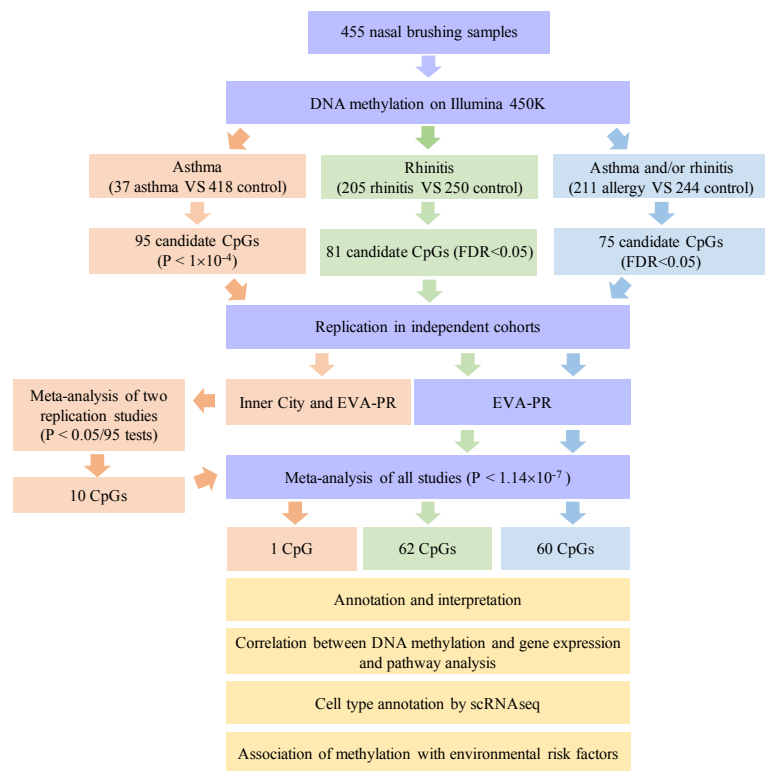 455 nasal brushing samples
DNA methylation on Illumina 450K
Asthma
(37 asthma VS 418 control)
Rhinitis
(205 rhinitis VS 250 control)
Asthma and/or rhinitis
(211 allergy VS 244 control)
95 candidate CpGs
(P < 1×10⁻⁴)
81 candidate CpGs (FDR<0.05)
75 candidate CpGs
(FDR<0.05)
Replication in independent cohorts
Meta-analysis of two
replication studies
(P < 0.05/95 tests)
Inner City and EVA-PR
EVA-PR
10 CpGs
Meta-analysis of all studies (P < 1.14×10⁻⁷ )
1 CpG
62 CpGs
60 CpGs
Annotation and interpretation
Correlation between DNA methylation and gene expression
and pathway analysis
Cell type annotation by scRNAseq
Association of methylation with environmental risk factors